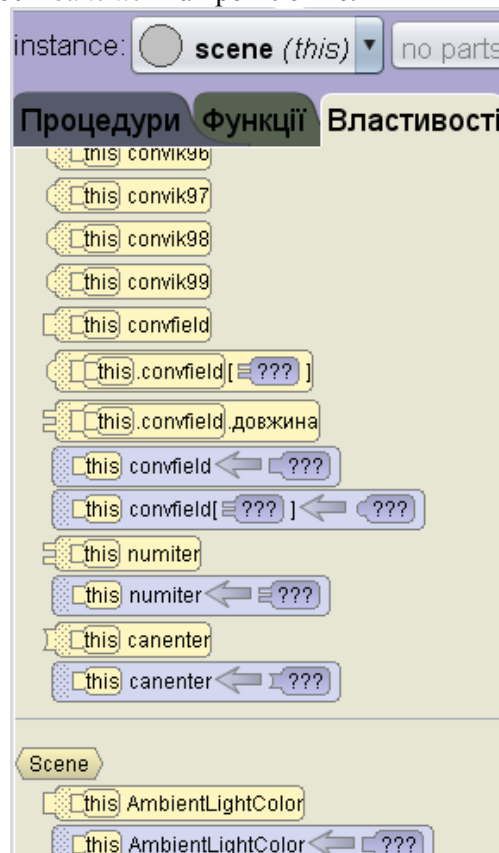 instance: scene (this) no parts
Процедури Функції Властивості
this convik96
this convik97
this convik98
this convik99
this convfield
this.convfield[ ??? ]
this.convfield.довжина
this convfield ???
this convfield[ ??? ] ???
this numiter
this numiter ???
this canenter
this canenter ???
Scene
this AmbientLightColor
this AmbientLightColor ???